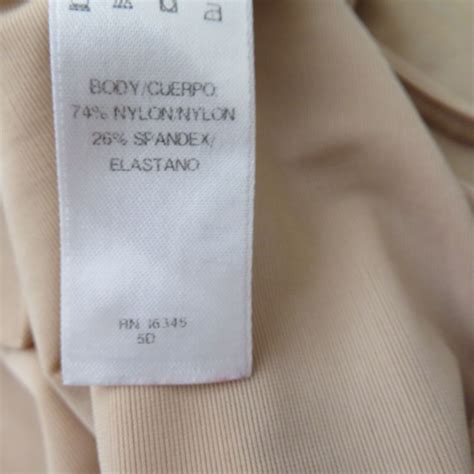 BODY/CUERPO:
74% NYLON/NYLON
26% SPANDEX/
ELASTANO
RN 16345
5D